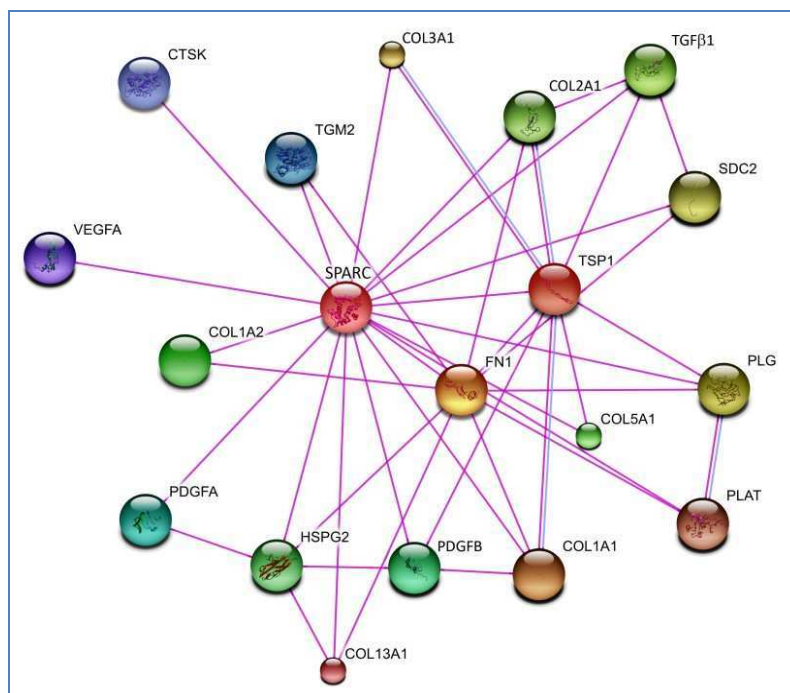 COL3A1
TGFβ1
CTSK
COL2A1
TGM2
SDC2
VEGFA
TSP1
SPARC
COL1A2
FN1
PLG
COL5A1
PDGFA
PLAT
HSPG2
PDGFB
COL1A1
COL13A1